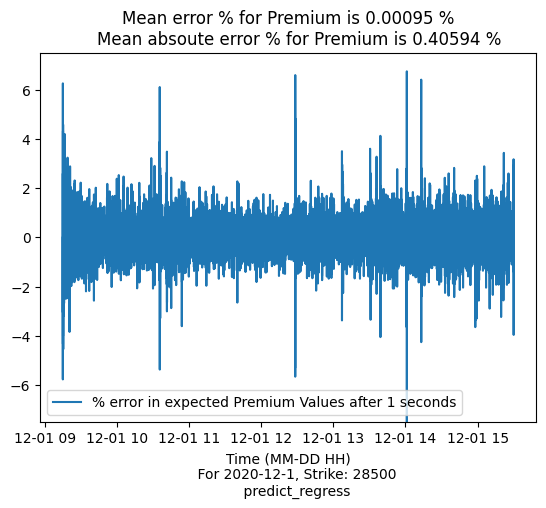 Mean error % for Premium is 0.00095 %
Mean absoute error % for Premium is 0.40594 %
6
4
2
0
−2
−4
−6
% error in expected Premium Values after 1 seconds
12-01 09 12-01 10 12-01 11 12-01 12 12-01 13 12-01 14 12-01 15
Time (MM-DD HH)
For 2020-12-1, Strike: 28500
predict_regress